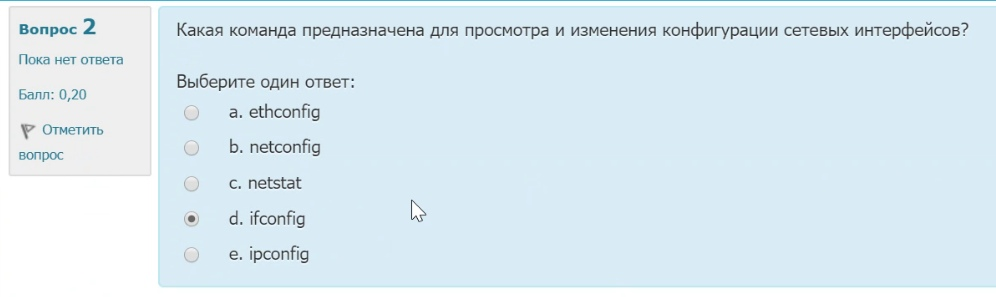 Вопрос 2
Пока нет ответа
Балл: 0,20
Отметить
вопрос
Какая команда предназначена для просмотра и изменения конфигурации сетевых интерфейсов?
Выберите один ответ:
a. ethconfig
b. netconfig
c. netstat
d. ifconfig
e. ipconfig